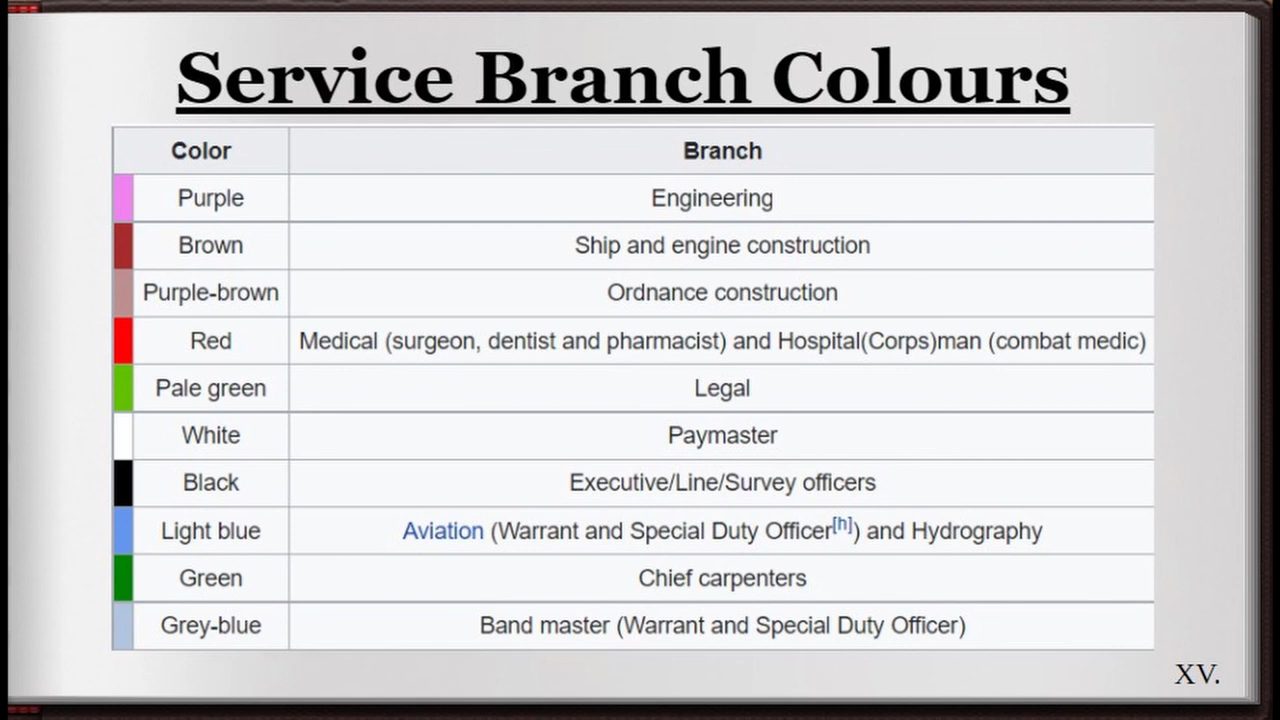 Service Branch Colours
Color Branch
Purple Engineering
Brown Ship and engine construction
Purple-brown Ordnance construction
Red Medical (surgeon, dentist and pharmacist) and Hospital(Corps)man (combat medic)
Pale green Legal
White Paymaster
Black Executive/Line/Survey officers
Light blue Aviation (Warrant and Special Duty Officer[h]) and Hydrography
Green Chief carpenters
Grey-blue Band master (Warrant and Special Duty Officer)
XV.